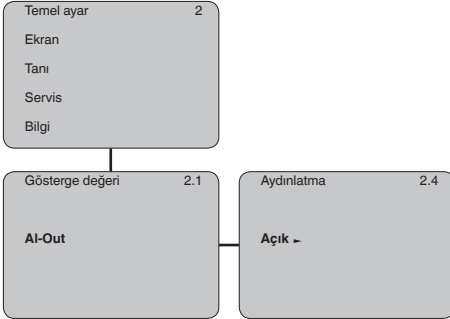 Temel ayar 2
Ekran
Tanı
Servis
Bilgi
Gösterge değeri 2.1
Al-Out
Aydınlatma 2.4
Açık ►